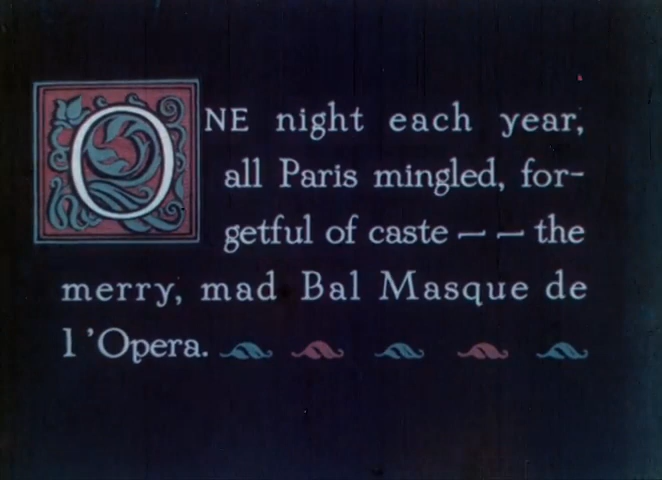 ONE night each year,
all Paris mingled, for-
getful of caste — — the
merry, mad Bal Masque de
l'Opera.